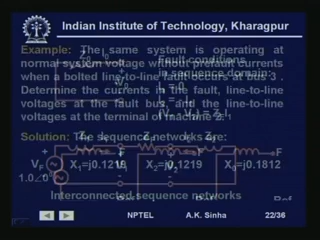 Indian Institute of Technology, Kharagpur
Example: The same system is operating at
normal system voltage without prefault currents
when a bolted line-to-line fault occurs at bus 3 .
Determine the currents in the fault, line-to-line
voltages at the fault bus, and the line-to-line
voltages at the terminal of machine 2.
Fault conditions
in sequence domain:
Solution: The sequence networks are:
X1=j0.1219
X2=j0.1219
X0=j0.1812
+
VF
1.0∠0°
-
F
Interconnected sequence networks
NPTEL
A.K. Sinha
22/36